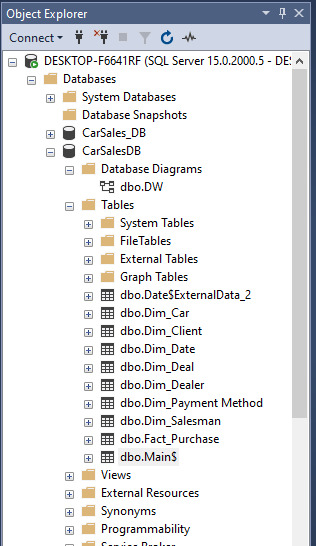 Object Explorer
Connect
DESKTOP-F6641RF (SQL Server 15.0.2000.5 - DES
Databases
System Databases
Database Snapshots
CarSales_DB
CarSalesDB
Database Diagrams
dbo.DW
Tables
System Tables
FileTables
External Tables
Graph Tables
dbo.Date$ExternalData_2
dbo.Dim_Car
dbo.Dim_Client
dbo.Dim_Date
dbo.Dim_Deal
dbo.Dim_Dealer
dbo.Dim_Payment Method
dbo.Dim_Salesman
dbo.Fact_Purchase
dbo.Main$
Views
External Resources
Synonyms
Programmability
Service Broker